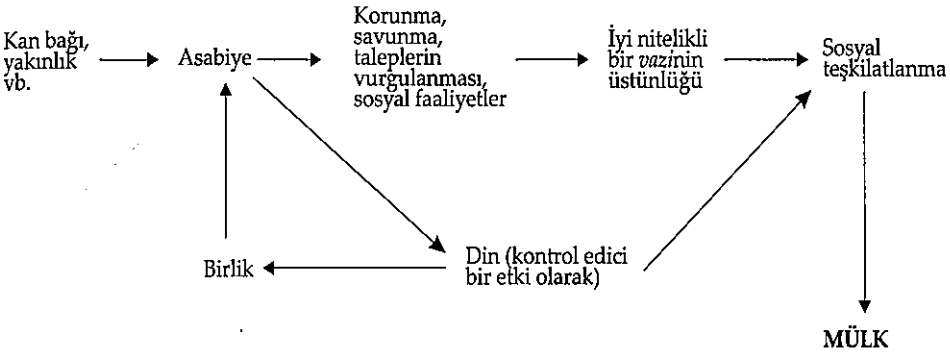 Kan bağı,
yakınlık
vb.
Asabiye
Korunma,
savunma,
taleplerin
vurgulanması,
sosyal faaliyetler
İyi nitelikli
bir vazinin
üstünlüğü
Sosyal
teşkilatlanma
Birlik
Din (kontrol edici
bir etki olarak)
MÜLK